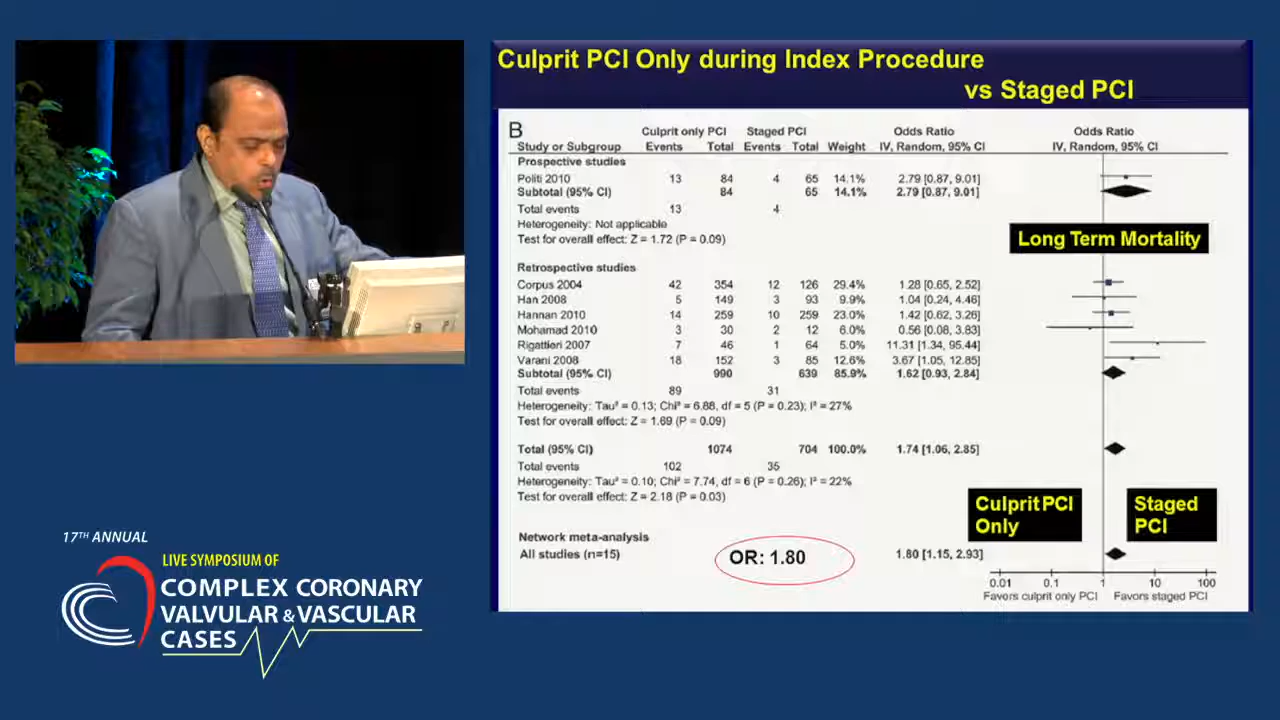 Culprit PCI Only during Index Procedure
vs Staged PCI
B
Culprit only PCI Staged PCI Odds Ratio Odds Ratio
Study or Subgroup Events Total Events Total Weight IV, Random, 95% CI IV, Random, 95% CI
Prospective studies
Politi 2010 13 84 4 65 14.1% 2.79 [0.87, 9.01]
Subtotal (95% CI) 84 65 14.1% 2.79 [0.87, 9.01]
Total events 13 4
Heterogeneity: Not applicable
Test for overall effect: Z = 1.72 (P = 0.09)
Long Term Mortality
Retrospective studies
Corpus 2004 42 354 12 126 29.4% 1.28 [0.65, 2.52]
Han 2008 5 149 3 93 9.9% 1.04 [0.24, 4.46]
Hannan 2010 14 259 10 259 23.0% 1.42 [0.62, 3.26]
Mohamad 2010 3 30 2 12 6.0% 0.56 [0.08, 3.83]
Rigattieri 2007 7 46 1 64 5.0% 11.31 [1.34, 95.44]
Varani 2008 18 152 3 85 12.6% 3.67 [1.05, 12.85]
Subtotal (95% CI) 990 639 85.9% 1.62 [0.93, 2.84]
Total events 89 31
Heterogeneity: Tau² = 0.13; Chi² = 6.88, df = 5 (P = 0.23); I² = 27%
Test for overall effect: Z = 1.69 (P = 0.09)
Total (95% CI) 1074 704 100.0% 1.74 [1.06, 2.85]
Total events 102 35
Heterogeneity: Tau² = 0.10; Chi² = 7.74, df = 6 (P = 0.26); I² = 22%
Test for overall effect: Z = 2.18 (P = 0.03)
Culprit PCI
Only
Staged
PCI
Network meta-analysis
All studies (n=15) OR: 1.80 1.80 [1.15, 2.93]
0.01 0.1 1 10 100
Favors culprit only PCI Favors staged PCI
17TH ANNUAL
LIVE SYMPOSIUM OF
COMPLEX CORONARY
VALVULAR & VASCULAR
CASES